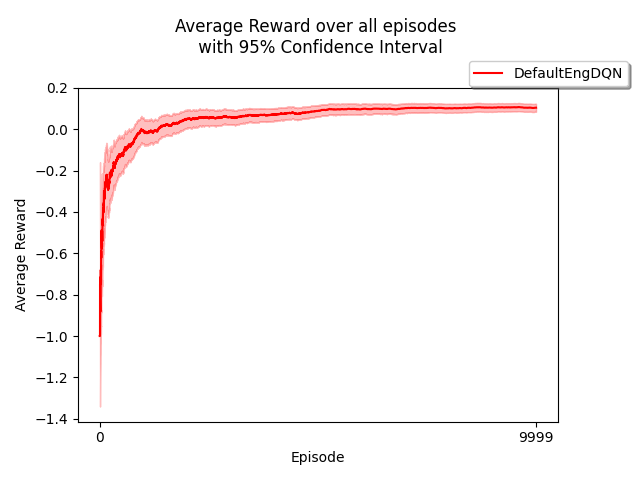 Average Reward over all episodes
with 95% Confidence Interval
DefaultEngDQN
0.2
0.0
−0.2
−0.4
−0.6
−0.8
−1.0
−1.2
−1.4
Average Reward
0
9999
Episode